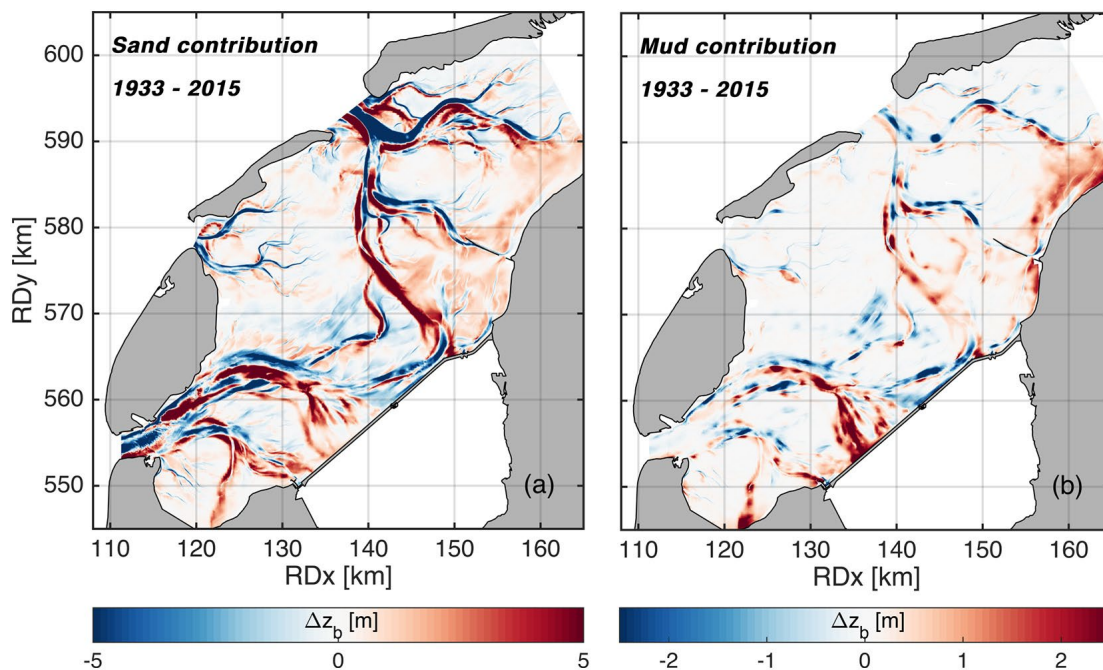 Sand contribution
1933 - 2015
Mud contribution
1933 - 2015
600
590
580
570
560
550
RDy [km]
(a)
(b)
110 120 130 140 150 160
110 120 130 140 150 160
RDx [km]
RDx [km]
Δz_b [m]
Δz_b [m]
-5 0 5
-2 -1 0 1 2